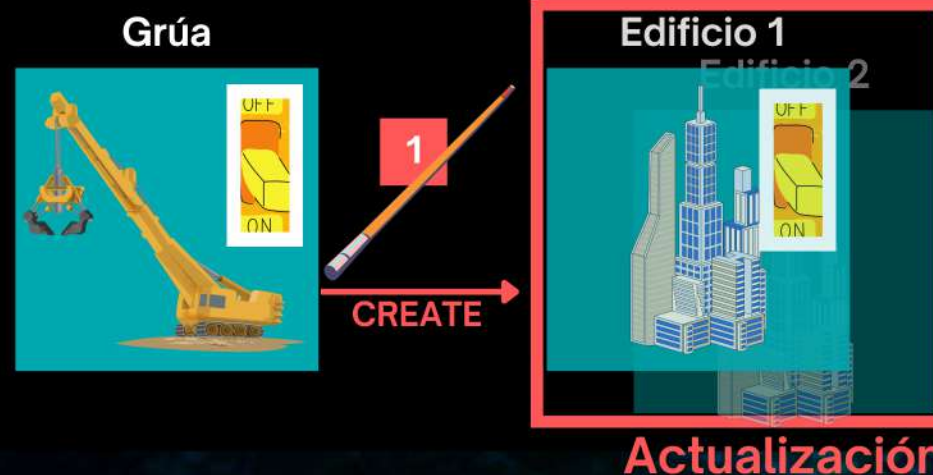 Grúa
Edificio 1
Edificio 2
OFF
ON
1
CREATE
OFF
ON
Actualización